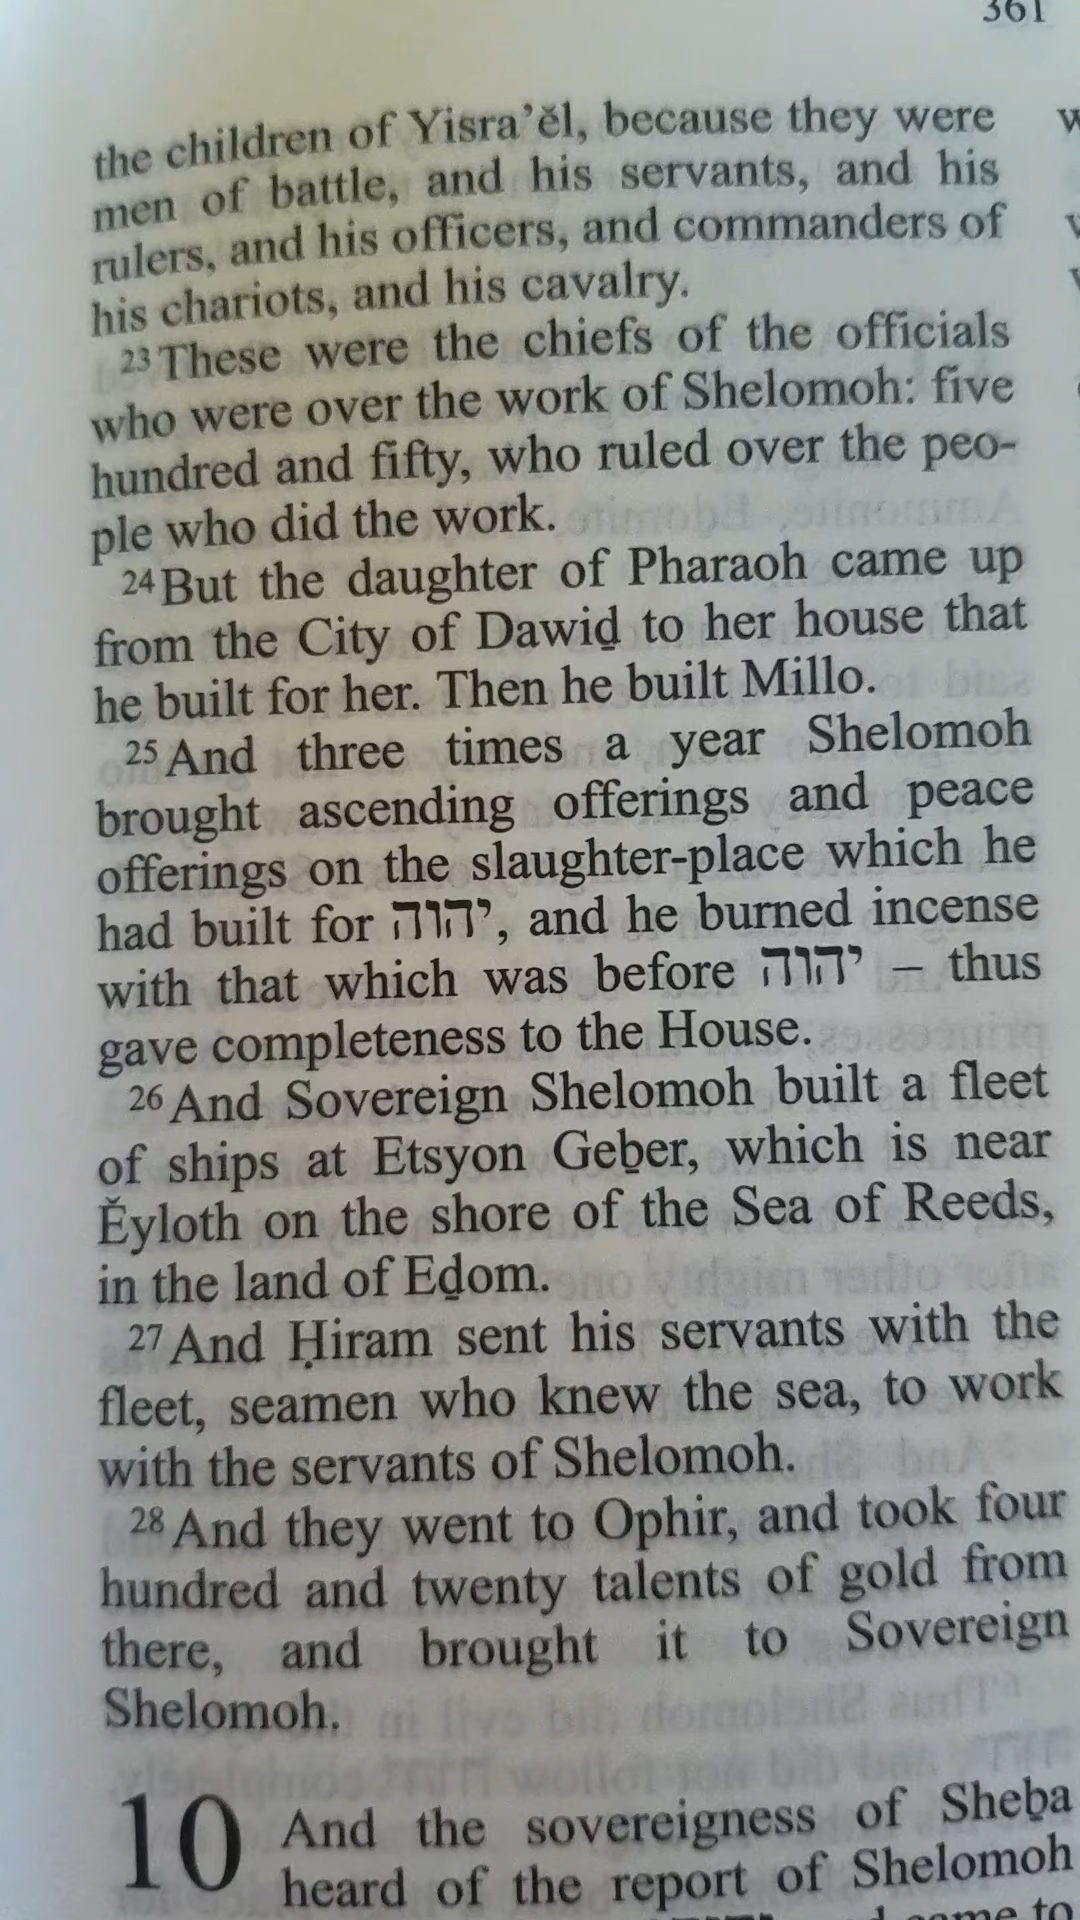 361
the children of Yisra’ĕl, because they were
men of battle, and his servants, and his
rulers, and his officers, and commanders of
his chariots, and his cavalry.
23 These were the chiefs of the officials
who were over the work of Shelomoh: five
hundred and fifty, who ruled over the peo-
ple who did the work.
24 But the daughter of Pharaoh came up
from the City of Dawiḏ to her house that
he built for her. Then he built Millo.
25 And three times a year Shelomoh
brought ascending offerings and peace
offerings on the slaughter-place which he
had built for יהוה, and he burned incense
with that which was before יהוה – thus
gave completeness to the House.
26 And Sovereign Shelomoh built a fleet
of ships at Etsyon Geḇer, which is near
Ěyloth on the shore of the Sea of Reeds,
in the land of Eḏom.
27 And Ḥiram sent his servants with the
fleet, seamen who knew the sea, to work
with the servants of Shelomoh.
28 And they went to Ophir, and took four
hundred and twenty talents of gold from
there, and brought it to Sovereign
Shelomoh.
10 And the sovereigness of Sheḇa
heard of the report of Shelomoh
came to